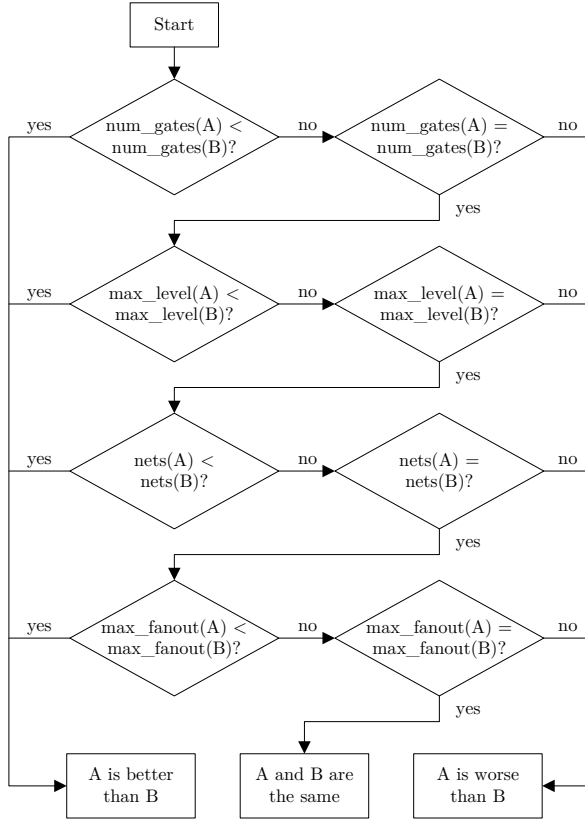 Start
yes
num_gates(A) <
num_gates(B)?
no
num_gates(A) =
num_gates(B)?
no
yes
yes
max_level(A) <
max_level(B)?
no
max_level(A) =
max_level(B)?
no
yes
yes
nets(A) <
nets(B)?
no
nets(A) =
nets(B)?
no
yes
yes
max_fanout(A) <
max_fanout(B)?
no
max_fanout(A) =
max_fanout(B)?
no
yes
A is better
than B
A and B are
the same
A is worse
than B